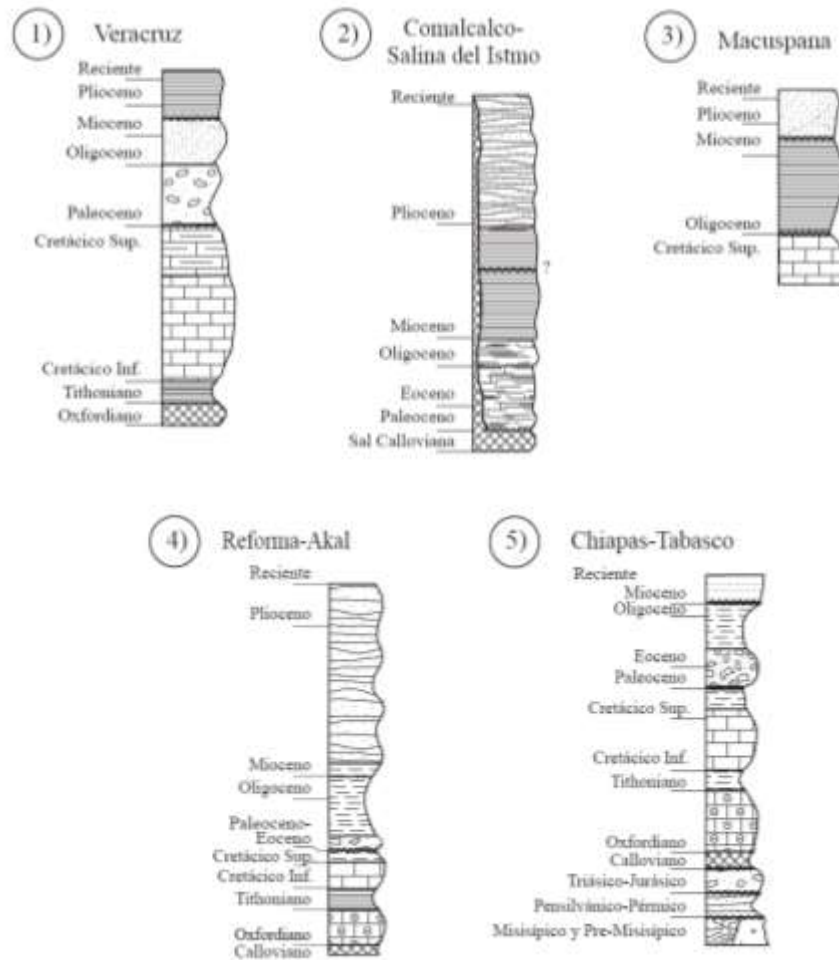 1) Veracruz
Reciente
Plioceno
Mioceno
Oligoceno
Paleoceno
Cretácico Sup.
Cretácico Inf.
Tithoniano
Oxfordiano
2) Comalcalco-
Salina del Istmo
Reciente
Plioceno
?
Mioceno
Oligoceno
Eoceno
Paleoceno
Sal Calloviana
3) Macuspana
Reciente
Plioceno
Mioceno
Oligoceno
Cretácico Sup.
4) Reforma-Akal
Reciente
Plioceno
Mioceno
Oligoceno
Paleoceno-
Eoceno
Cretácico Sup
Cretácico Inf.
Tithoniano
Oxfordiano
Calloviano
5) Chiapas-Tabasco
Reciente
Mioceno
Oligoceno
Eoceno
Paleoceno
Cretácico Sup.
Cretácico Inf.
Tithoniano
Oxfordiano
Calloviano
Triásico-Jurásico
Pensilvánico-Pérmico
Misisípico y Pre-Misisípico